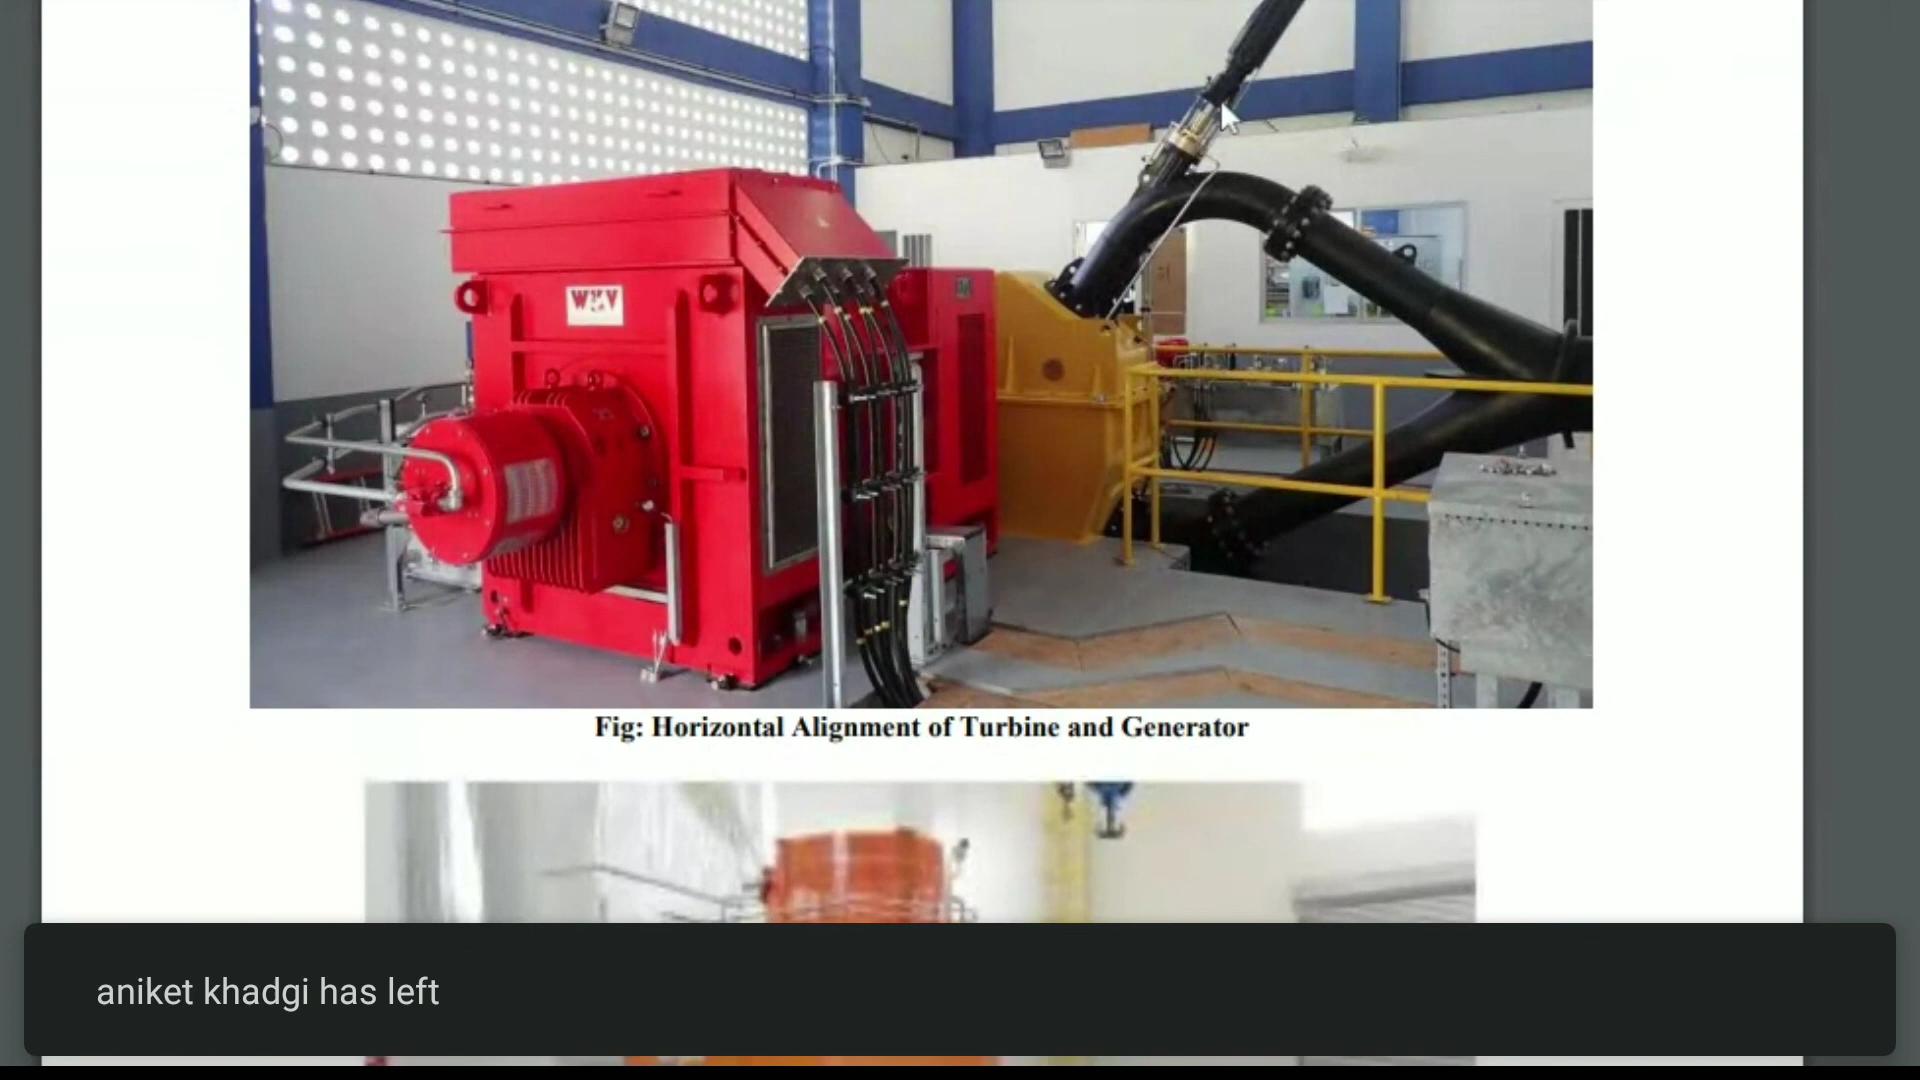 WKV
Fig: Horizontal Alignment of Turbine and Generator
aniket khadgi has left